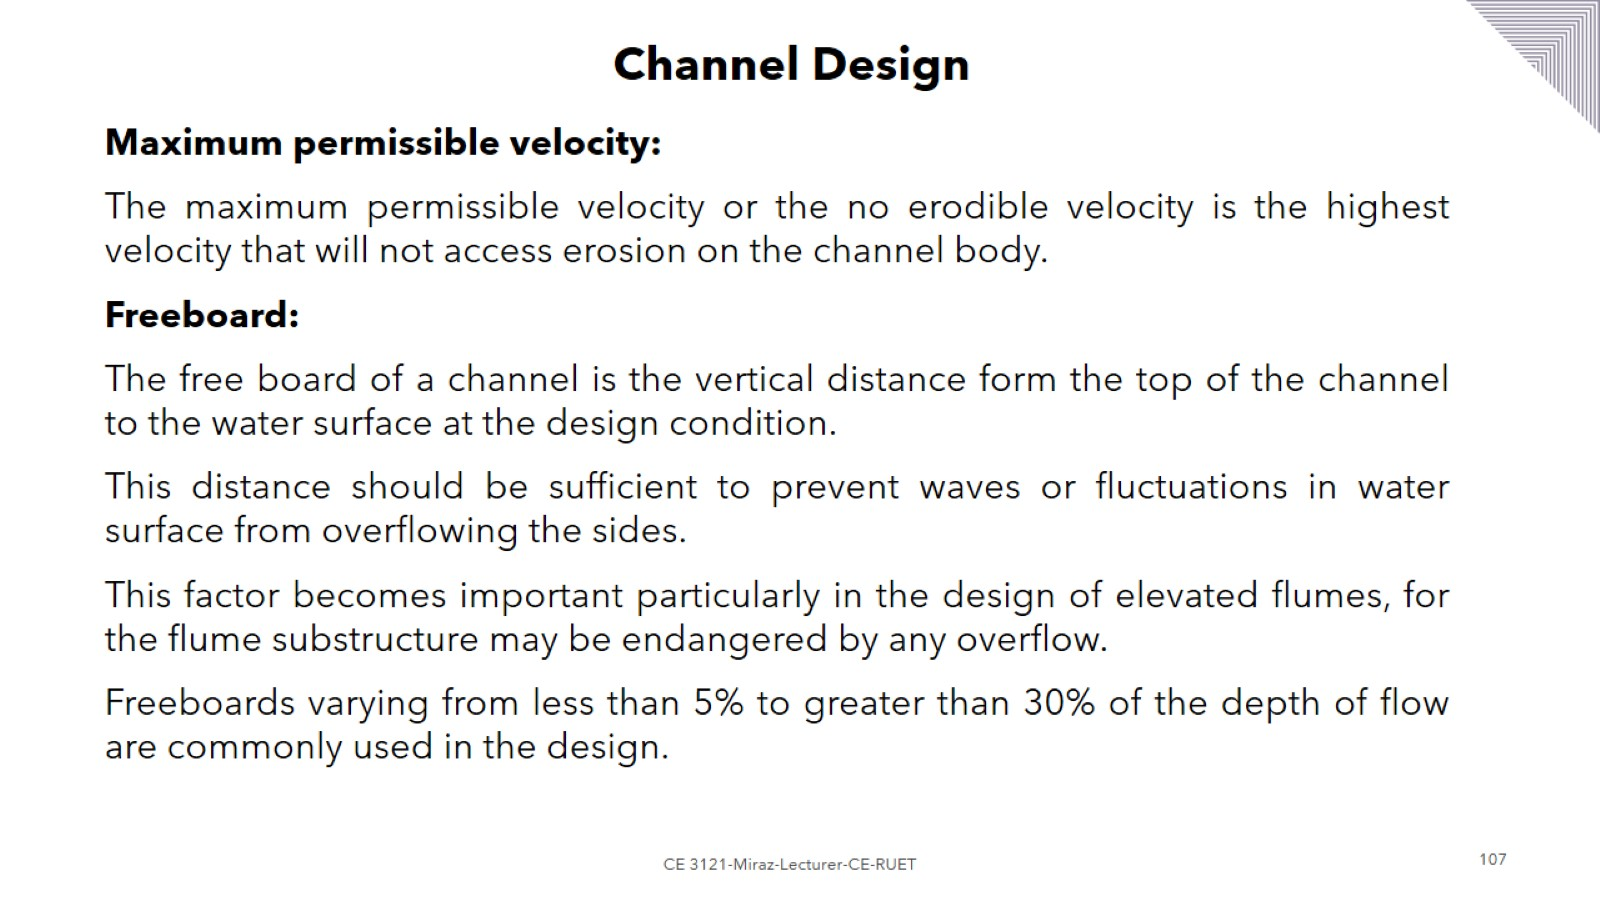 Channel Design
Maximum permissible velocity:
The maximum permissible velocity or the no erodible velocity is the highest
velocity that will not access erosion on the channel body.
Freeboard:
The free board of a channel is the vertical distance form the top of the channel
to the water surface at the design condition.
This distance should be sufficient to prevent waves or fluctuations in water
surface from overflowing the sides.
This factor becomes important particularly in the design of elevated flumes, for
the flume substructure may be endangered by any overflow.
Freeboards varying from less than 5% to greater than 30% of the depth of flow
are commonly used in the design.
CE 3121-Miraz-Lecturer-CE-RUET
107